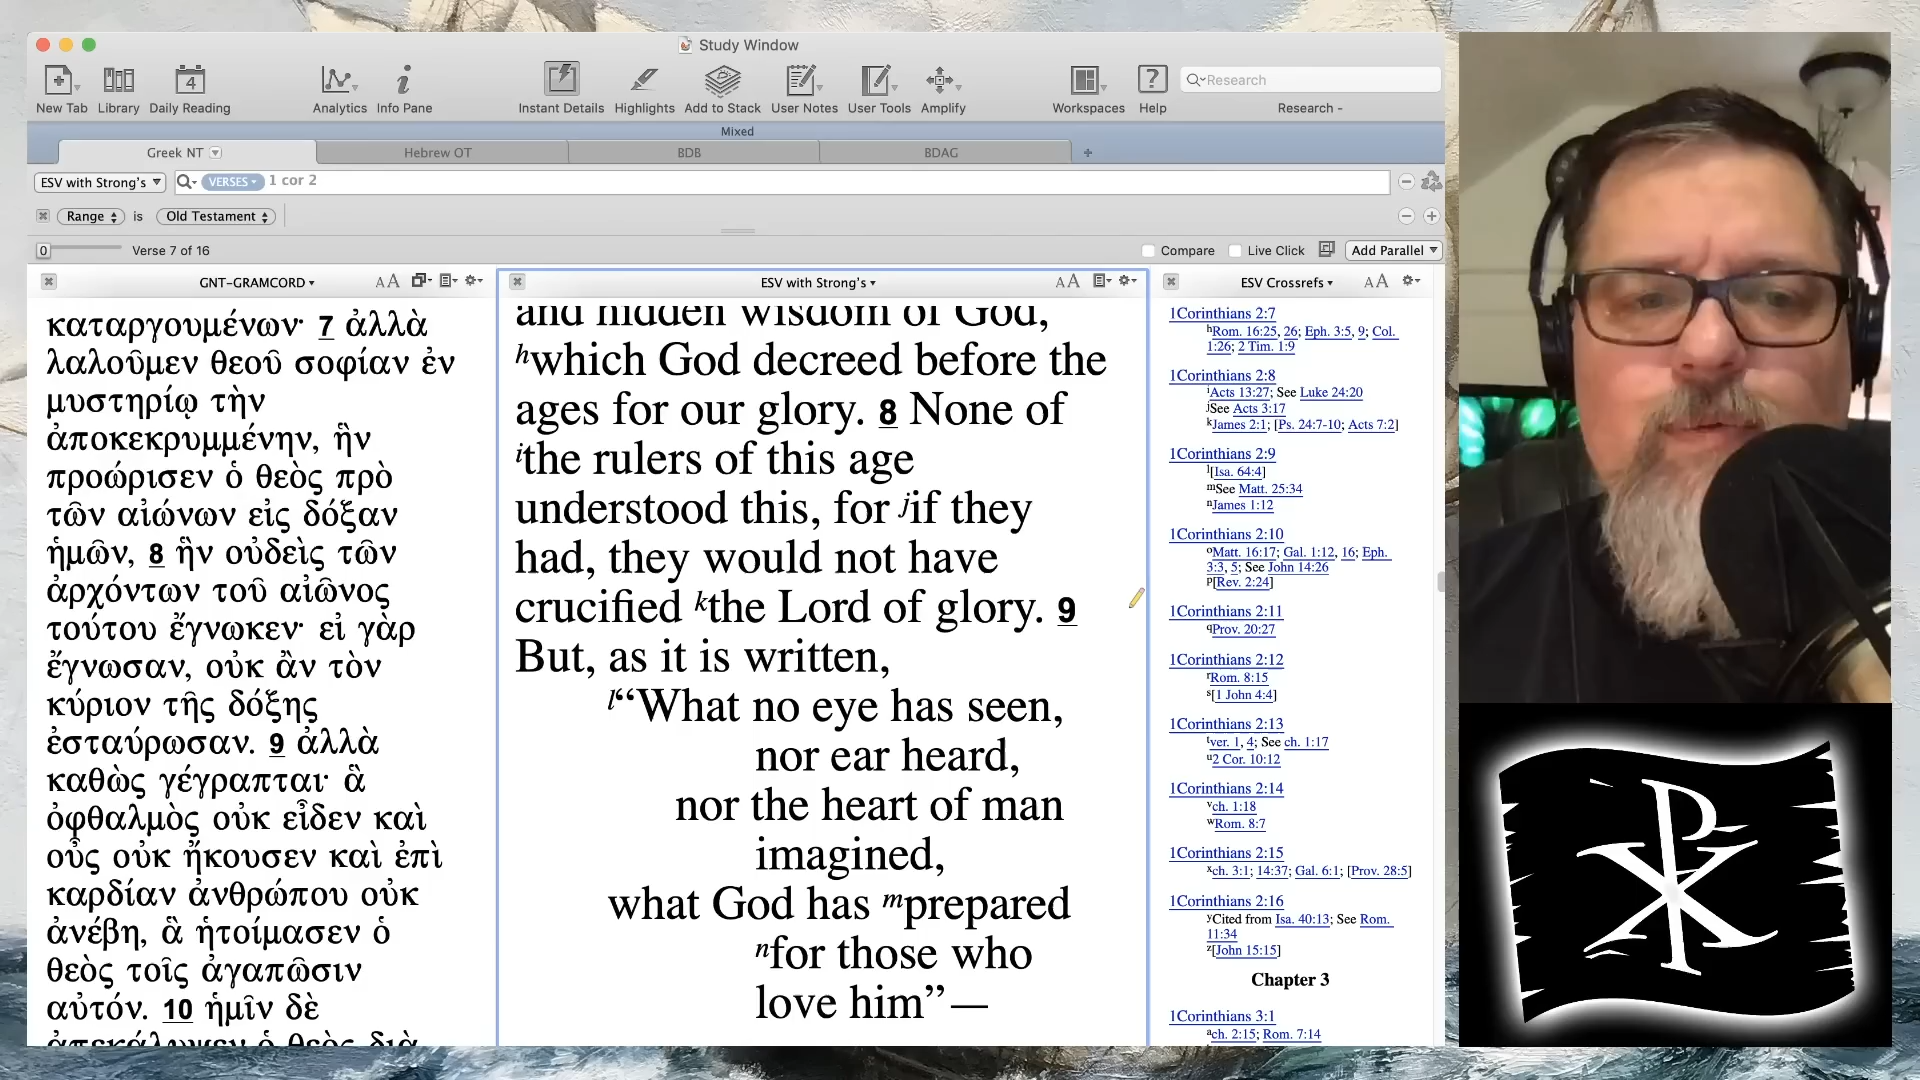 Study Window
New Tab
Library
Daily Reading
Analytics
Info Pane
Instant Details
Highlights
Add to Stack
User Notes
User Tools
Amplify
Workspaces
Help
Research
Research
Mixed
Greek NT
Hebrew OT
BDB
BDAG
ESV with Strong's
VERSES
1 cor 2
Range
is
Old Testament
0
Verse 7 of 16
Compare
Live Click
Add Parallel
GNT-GRAMCORD
καταργουμένων· 7 ἀλλὰ
λαλοῦμεν θεοῦ σοφίαν ἐν
μυστηρίῳ τὴν
ἀποκεκρυμμένην, ἣν
προώρισεν ὁ θεὸς πρὸ
τῶν αἰώνων εἰς δόξαν
ἡμῶν, 8 ἣν οὐδεὶς τῶν
ἀρχόντων τοῦ αἰῶνος
τούτου ἔγνωκεν· εἰ γὰρ
ἔγνωσαν, οὐκ ἂν τὸν
κύριον τῆς δόξης
ἐσταύρωσαν. 9 ἀλλὰ
καθὼς γέγραπται· ἃ
ὀφθαλμὸς οὐκ εἶδεν καὶ
οὖς οὐκ ἤκουσεν καὶ ἐπὶ
καρδίαν ἀνθρώπου οὐκ
ἀνέβη, ἃ ἡτοίμασεν ὁ
θεὸς τοῖς ἀγαπῶσιν
αὐτόν. 10 ἡμῖν δὲ
ἀπεκάλυψεν ὁ θεὸς διὰ
ESV with Strong's
and hidden wisdom of God,
hwhich God decreed before the
ages for our glory. 8 None of
ithe rulers of this age
understood this, for jif they
had, they would not have
crucified kthe Lord of glory. 9
But, as it is written,
l“What no eye has seen,
nor ear heard,
nor the heart of man
imagined,
what God has mprepared
nfor those who
love him”—
ESV Crossrefs
1Corinthians 2:7
hRom. 16:25, 26; Eph. 3:5, 9; Col.
1:26; 2 Tim. 1:9
1Corinthians 2:8
iActs 13:27; See Luke 24:20
jSee Acts 3:17
kJames 2:1; [Ps. 24:7-10; Acts 7:2]
1Corinthians 2:9
l[Isa. 64:4]
mSee Matt. 25:34
nJames 1:12
1Corinthians 2:10
oMatt. 16:17; Gal. 1:12, 16; Eph.
3:3, 5; See John 14:26
p[Rev. 2:24]
1Corinthians 2:11
qProv. 20:27
1Corinthians 2:12
rRom. 8:15
s[1 John 4:4]
1Corinthians 2:13
tver. 1, 4; See ch. 1:17
u2 Cor. 10:12
1Corinthians 2:14
vch. 1:18
wRom. 8:7
1Corinthians 2:15
xch. 3:1; 14:37; Gal. 6:1; [Prov. 28:5]
1Corinthians 2:16
yCited from Isa. 40:13; See Rom.
11:34
z[John 15:15]
Chapter 3
1Corinthians 3:1
ach. 2:15; Rom. 7:14